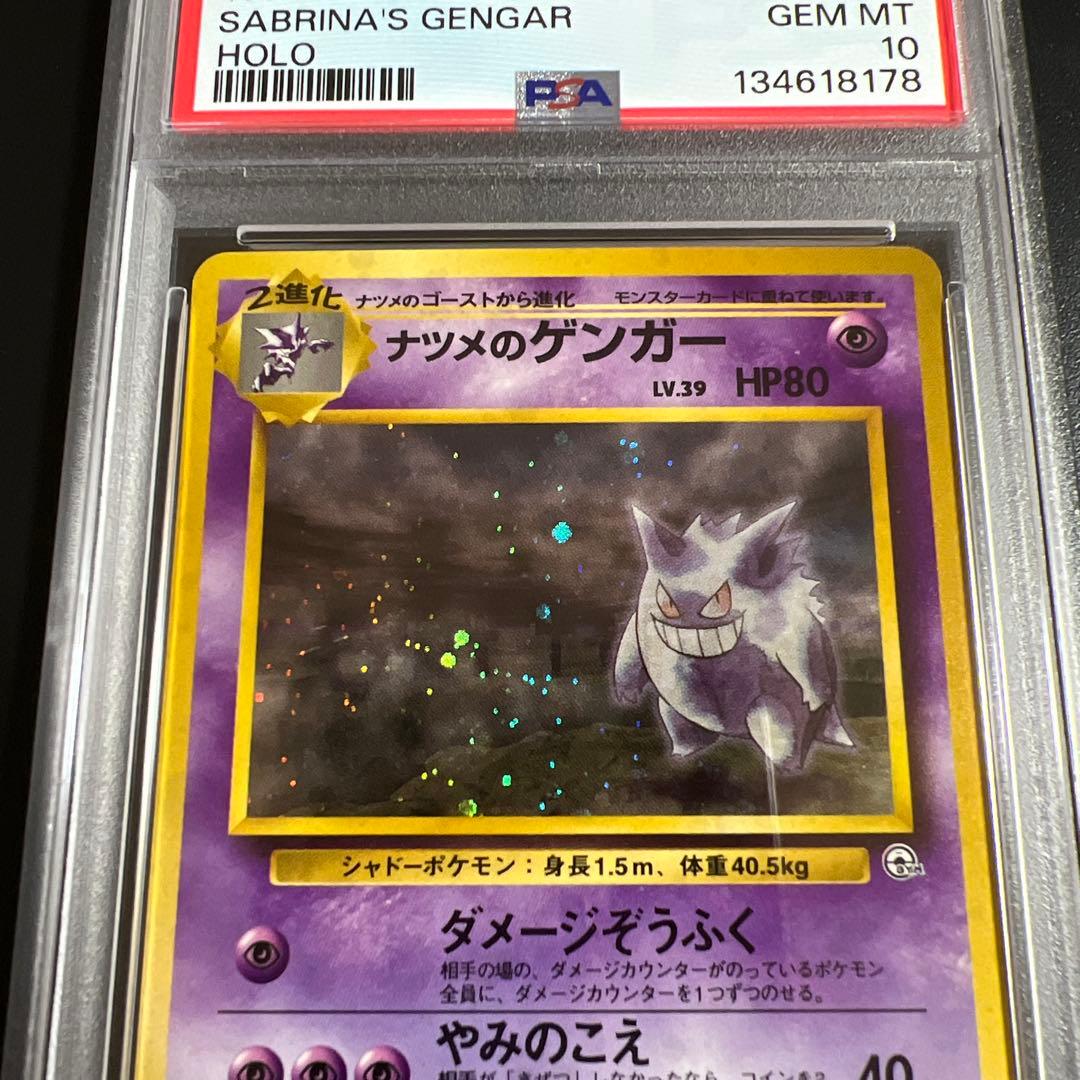 SABRINA'S GENGAR
GEM MT
HOLO
10
134618178
PSA
2進化
ナツメのゴーストから進化
モンスターカードに重ねて使います
ナツメのゲンガー
LV.39 HP80
シャドーポケモン:身長1.5m、体重40.5kg
GYM
ダメージぞうふく
相手の場の、ダメージカウンターがのっているポケモン
全員に、ダメージカウンターを1つずつのせる。
やみのこえ
40